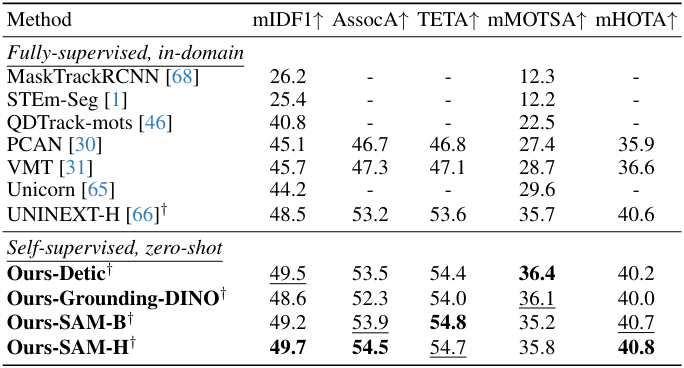 Method mIDF1↑ AssocA↑ TETA↑ mMOTSA↑ mHOTA↑
Fully-supervised, in-domain
MaskTrackRCNN [68] 26.2 - - 12.3 -
STEm-Seg [1] 25.4 - - 12.2 -
QDTrack-mots [46] 40.8 - - 22.5 -
PCAN [30] 45.1 46.7 46.8 27.4 35.9
VMT [31] 45.7 47.3 47.1 28.7 36.6
Unicorn [65] 44.2 - - 29.6 -
UNINEXT-H [66]† 48.5 53.2 53.6 35.7 40.6
Self-supervised, zero-shot
Ours-Detic† 49.5 53.5 54.4 36.4 40.2
Ours-Grounding-DINO† 48.6 52.3 54.0 36.1 40.0
Ours-SAM-B† 49.2 53.9 54.8 35.2 40.7
Ours-SAM-H† 49.7 54.5 54.7 35.8 40.8